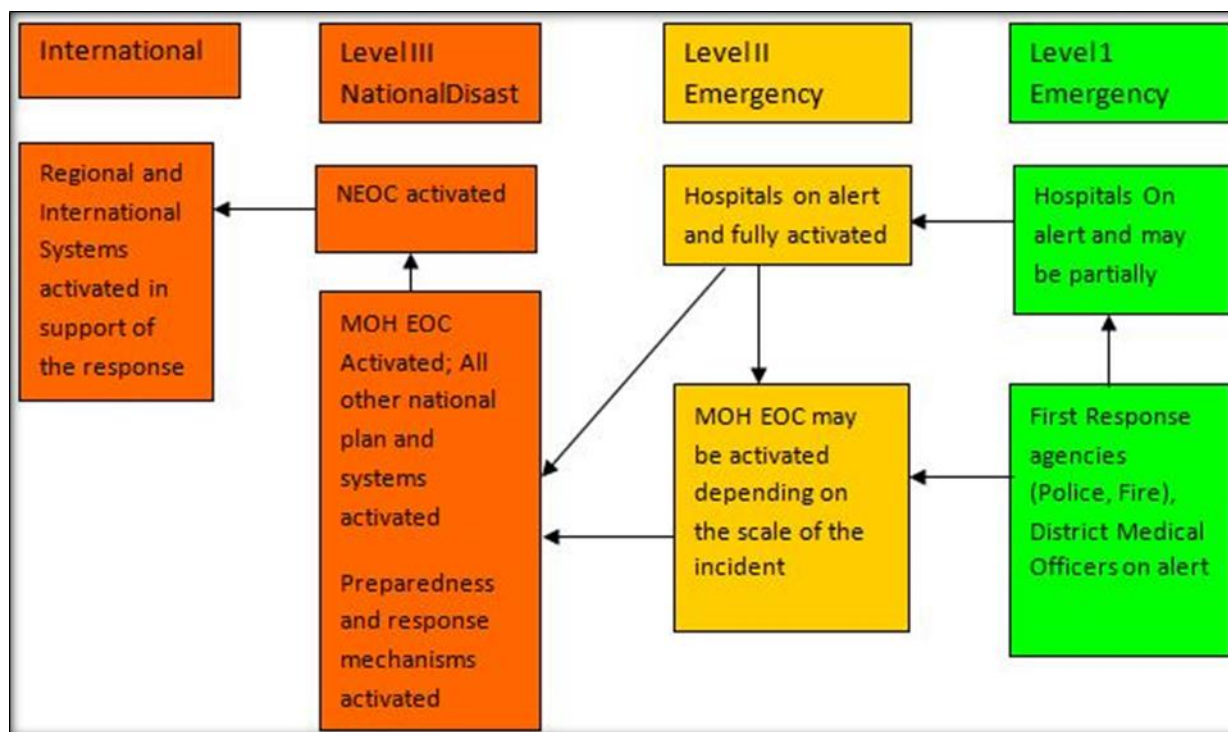 International
Level III
NationalDisast
Level II
Emergency
Level 1
Emergency
Regional and
International
Systems
activated in
support of
the response
NEOC activated
Hospitals on alert
and fully activated
Hospitals On
alert and may
be partially
MOH EOC
Activated; All
other national
plan and
systems
activated
Preparedness
and response
mechanisms
activated
MOH EOC may
be activated
depending on
the scale of the
incident
First Response
agencies
(Police, Fire),
District Medical
Officers on alert